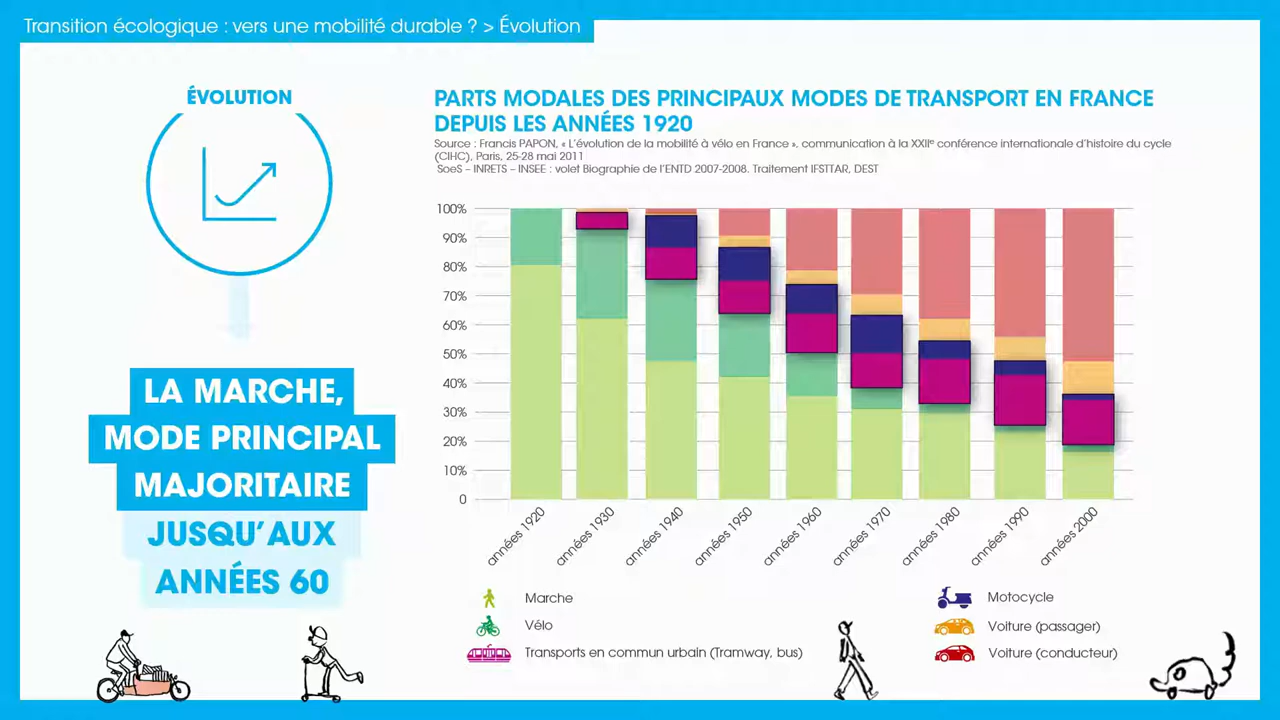 Transition écologique : vers une mobilité durable ? > Évolution
ÉVOLUTION
LA MARCHE,
MODE PRINCIPAL
MAJORITAIRE
JUSQU'AUX
ANNÉES 60
PARTS MODALES DES PRINCIPAUX MODES DE TRANSPORT EN FRANCE
DEPUIS LES ANNÉES 1920
Source : Francis PAPON, « L'évolution de la mobilité à vélo en France », communication à la XXIIe conférence internationale d'histoire du cycle
(CIHC), Paris, 25-28 mai 2011
SoeS – INRETS – INSEE : volet Biographie de l'ENTD 2007-2008. Traitement IFSTTAR, DEST
100%
90%
80%
70%
60%
50%
40%
30%
20%
10%
0
années 1920
années 1930
années 1940
années 1950
années 1960
années 1970
années 1980
années 1990
années 2000
Marche
Vélo
Transports en commun urbain (Tramway, bus)
Motocycle
Voiture (passager)
Voiture (conducteur)